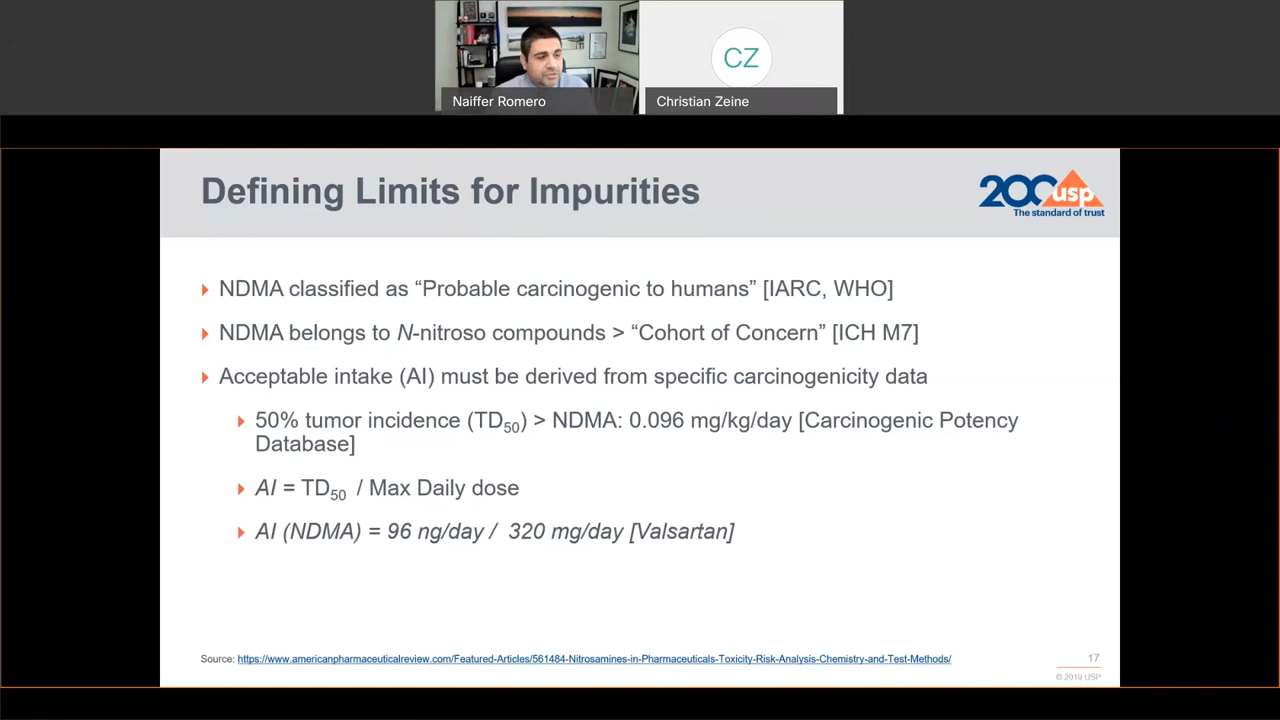 Naiffer Romero
CZ
Christian Zeine
Defining Limits for Impurities
200 usp
The standard of trust
NDMA classified as “Probable carcinogenic to humans” [IARC, WHO]
NDMA belongs to N-nitroso compounds > “Cohort of Concern” [ICH M7]
Acceptable intake (AI) must be derived from specific carcinogenicity data
50% tumor incidence (TD50) > NDMA: 0.096 mg/kg/day [Carcinogenic Potency
Database]
AI = TD50 / Max Daily dose
AI (NDMA) = 96 ng/day / 320 mg/day [Valsartan]
Source: https://www.americanpharmaceuticalreview.com/Featured-Articles/561484-Nitrosamines-in-Pharmaceuticals-Toxicity-Risk-Analysis-Chemistry-and-Test-Methods/
17
© 2019 USP